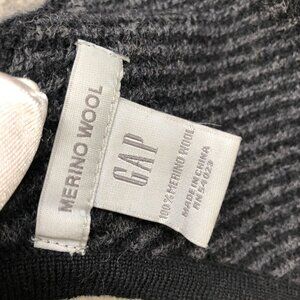 MERINO WOOL
GAP
100% MERINO WOOL
MADE IN CHINA
RN 54023